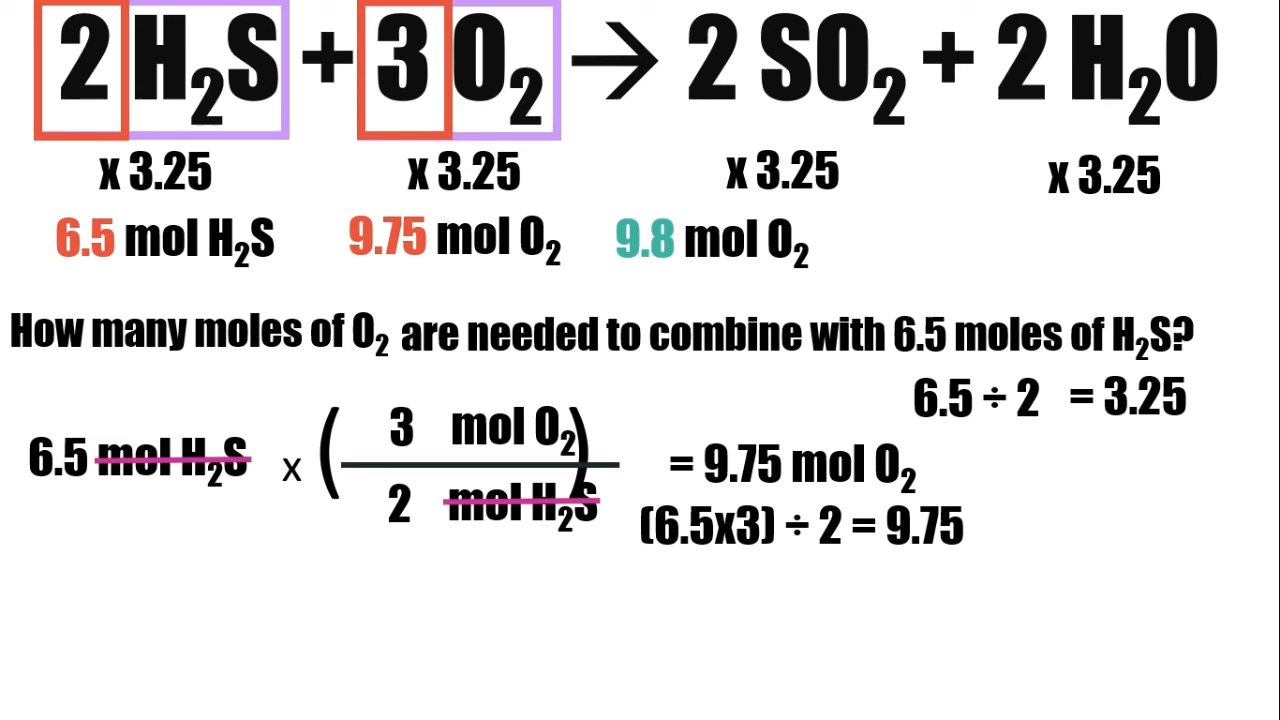 2 H₂S + 3 O₂ → 2 SO₂ + 2 H₂O
x 3.25 x 3.25 x 3.25 x 3.25
6.5 mol H₂S 9.75 mol O₂ 9.8 mol O₂
How many moles of O₂ are needed to combine with 6.5 moles of H₂S?
6.5 ÷ 2 = 3.25
6.5 mol H₂S x ( 3 mol O₂ ) = 9.75 mol O₂
2 mol H₂S
(6.5x3) ÷ 2 = 9.75